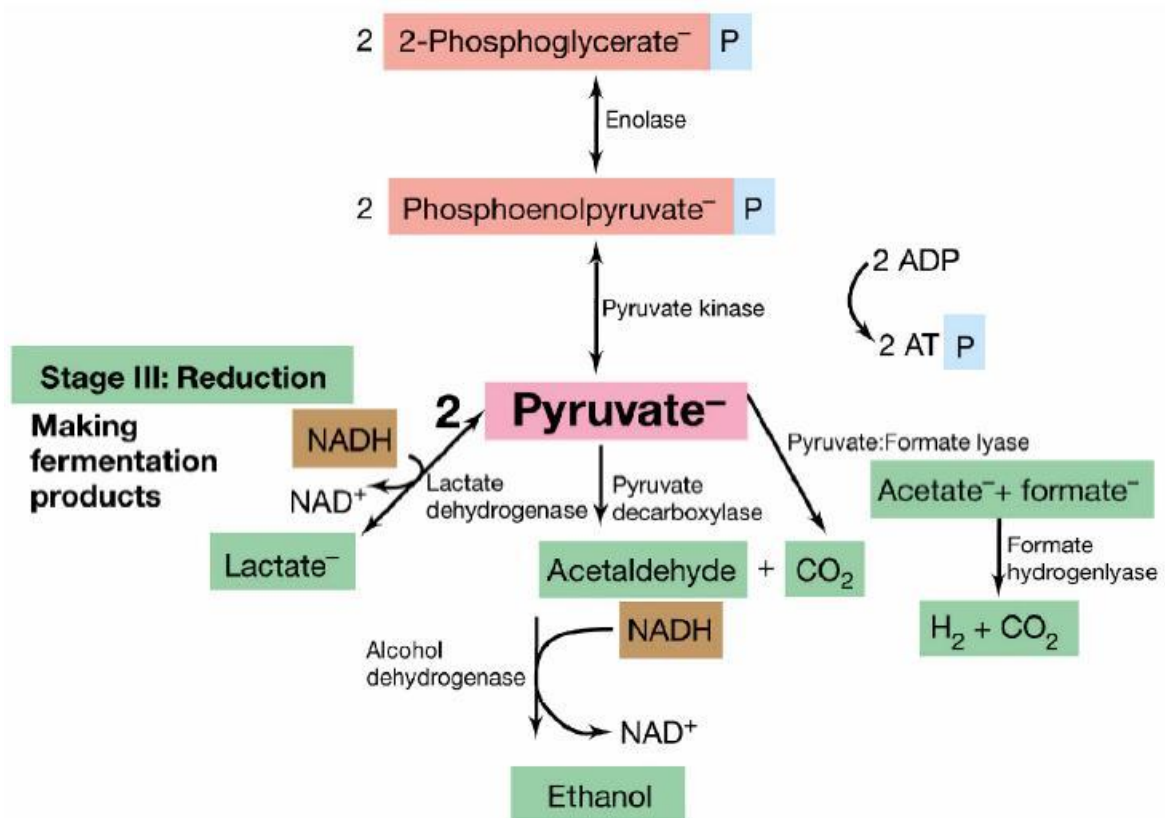 2 2-Phosphoglycerate⁻ P
Enolase
2 Phosphoenolpyruvate⁻ P
2 ADP
Pyruvate kinase
2 AT P
Stage III: Reduction
Making
fermentation
products
2 Pyruvate⁻
NADH
NAD⁺
Lactate
dehydrogenase
Lactate⁻
Pyruvate
decarboxylase
Pyruvate:Formate lyase
Acetate⁻ + formate⁻
Formate
hydrogenlyase
H₂ + CO₂
Acetaldehyde + CO₂
NADH
Alcohol
dehydrogenase
NAD⁺
Ethanol